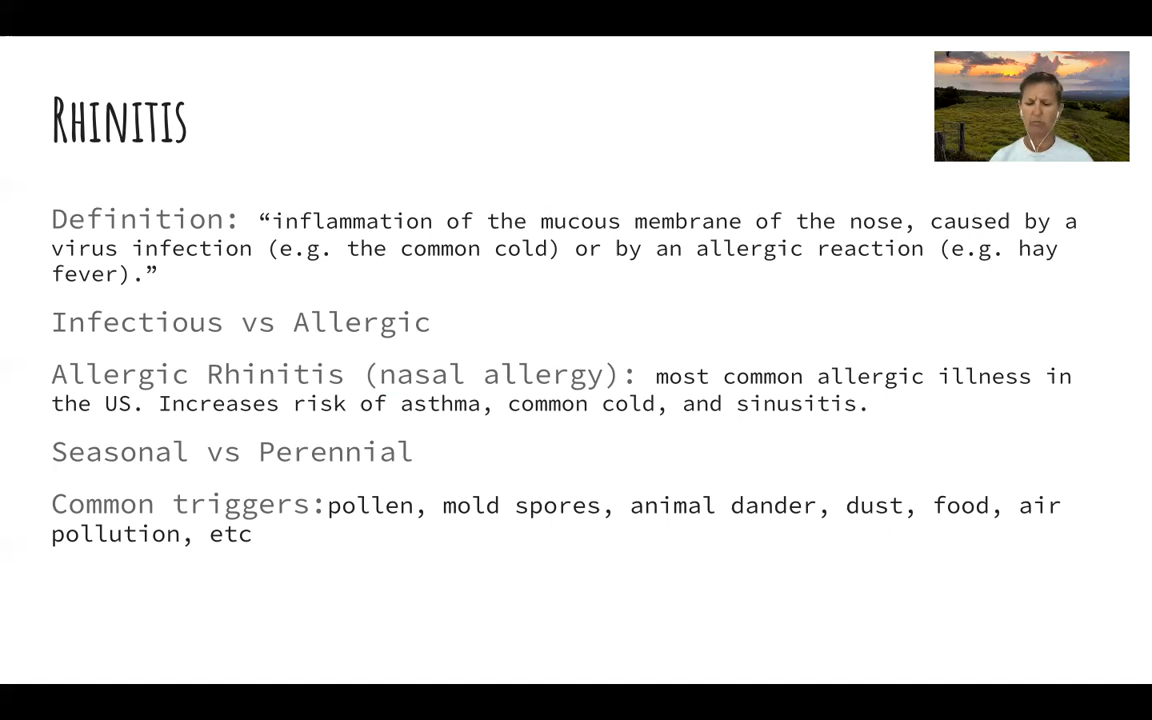 RHINITIS
Definition: “inflammation of the mucous membrane of the nose, caused by a
virus infection (e.g. the common cold) or by an allergic reaction (e.g. hay
fever).”
Infectious vs Allergic
Allergic Rhinitis (nasal allergy): most common allergic illness in
the US. Increases risk of asthma, common cold, and sinusitis.
Seasonal vs Perennial
Common triggers:pollen, mold spores, animal dander, dust, food, air
pollution, etc